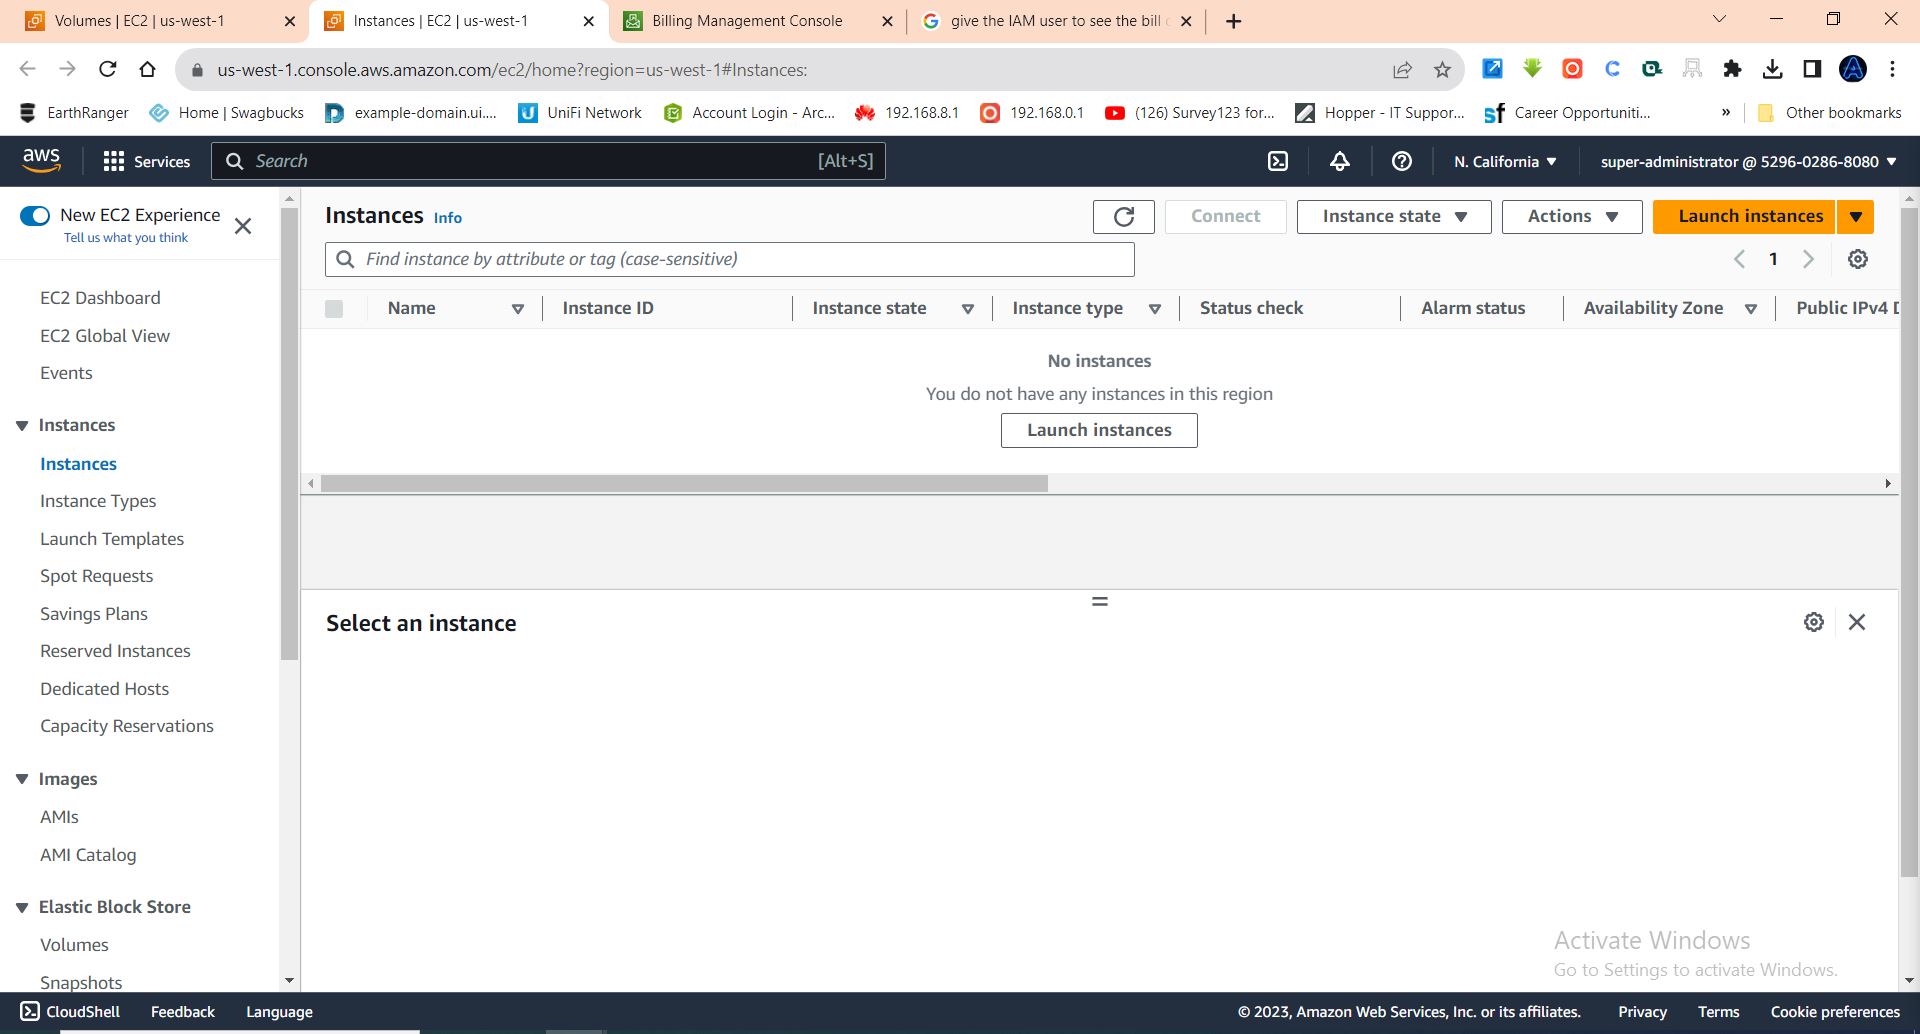 Volumes | EC2 | us-west-1
Instances | EC2 | us-west-1
Billing Management Console
give the IAM user to see the bill
us-west-1.console.aws.amazon.com/ec2/home?region=us-west-1#Instances:
EarthRanger
Home | Swagbucks
example-domain.ui....
UniFi Network
Account Login - Arc...
192.168.8.1
192.168.0.1
(126) Survey123 for...
Hopper - IT Suppor...
Career Opportuniti...
»
Other bookmarks
aws
Services
Search
[Alt+S]
N. California
super-administrator @ 5296-0286-8080
New EC2 Experience
Tell us what you think
EC2 Dashboard
EC2 Global View
Events
Instances
Instances
Instance Types
Launch Templates
Spot Requests
Savings Plans
Reserved Instances
Dedicated Hosts
Capacity Reservations
Images
AMIs
AMI Catalog
Elastic Block Store
Volumes
Snapshots
Instances Info
Connect
Instance state
Actions
Launch instances
Find instance by attribute or tag (case-sensitive)
1
Name
Instance ID
Instance state
Instance type
Status check
Alarm status
Availability Zone
Public IPv4 D
No instances
You do not have any instances in this region
Launch instances
Select an instance
Activate Windows
Go to Settings to activate Windows.
CloudShell
Feedback
Language
© 2023, Amazon Web Services, Inc. or its affiliates.
Privacy
Terms
Cookie preferences